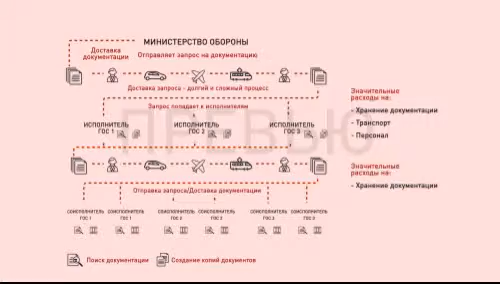 МИНИСТЕРСТВО ОБОРОНЫ
Доставка
документации
Отправляет запрос на документацию
Доставка запроса - долгий и сложный процесс
Запрос попадает к исполнителям
ПРЕВЬЮ
ИСПОЛНИТЕЛЬ
ГОС 1
ИСПОЛНИТЕЛЬ
ГОС 2
ИСПОЛНИТЕЛЬ
ГОС 3
Значительные
расходы на:
- Хранение документации
- Транспорт
- Персонал
Отправка запроса/Доставка документации
Значительные
расходы на:
- Хранение документации
СОИСПОЛНИТЕЛЬ
ГОС 1
СОИСПОЛНИТЕЛЬ
ГОС 1
СОИСПОЛНИТЕЛЬ
ГОС 2
СОИСПОЛНИТЕЛЬ
ГОС 2
СОИСПОЛНИТЕЛЬ
ГОС 3
СОИСПОЛНИТЕЛЬ
ГОС 3
Поиск документации
Создание копий документов